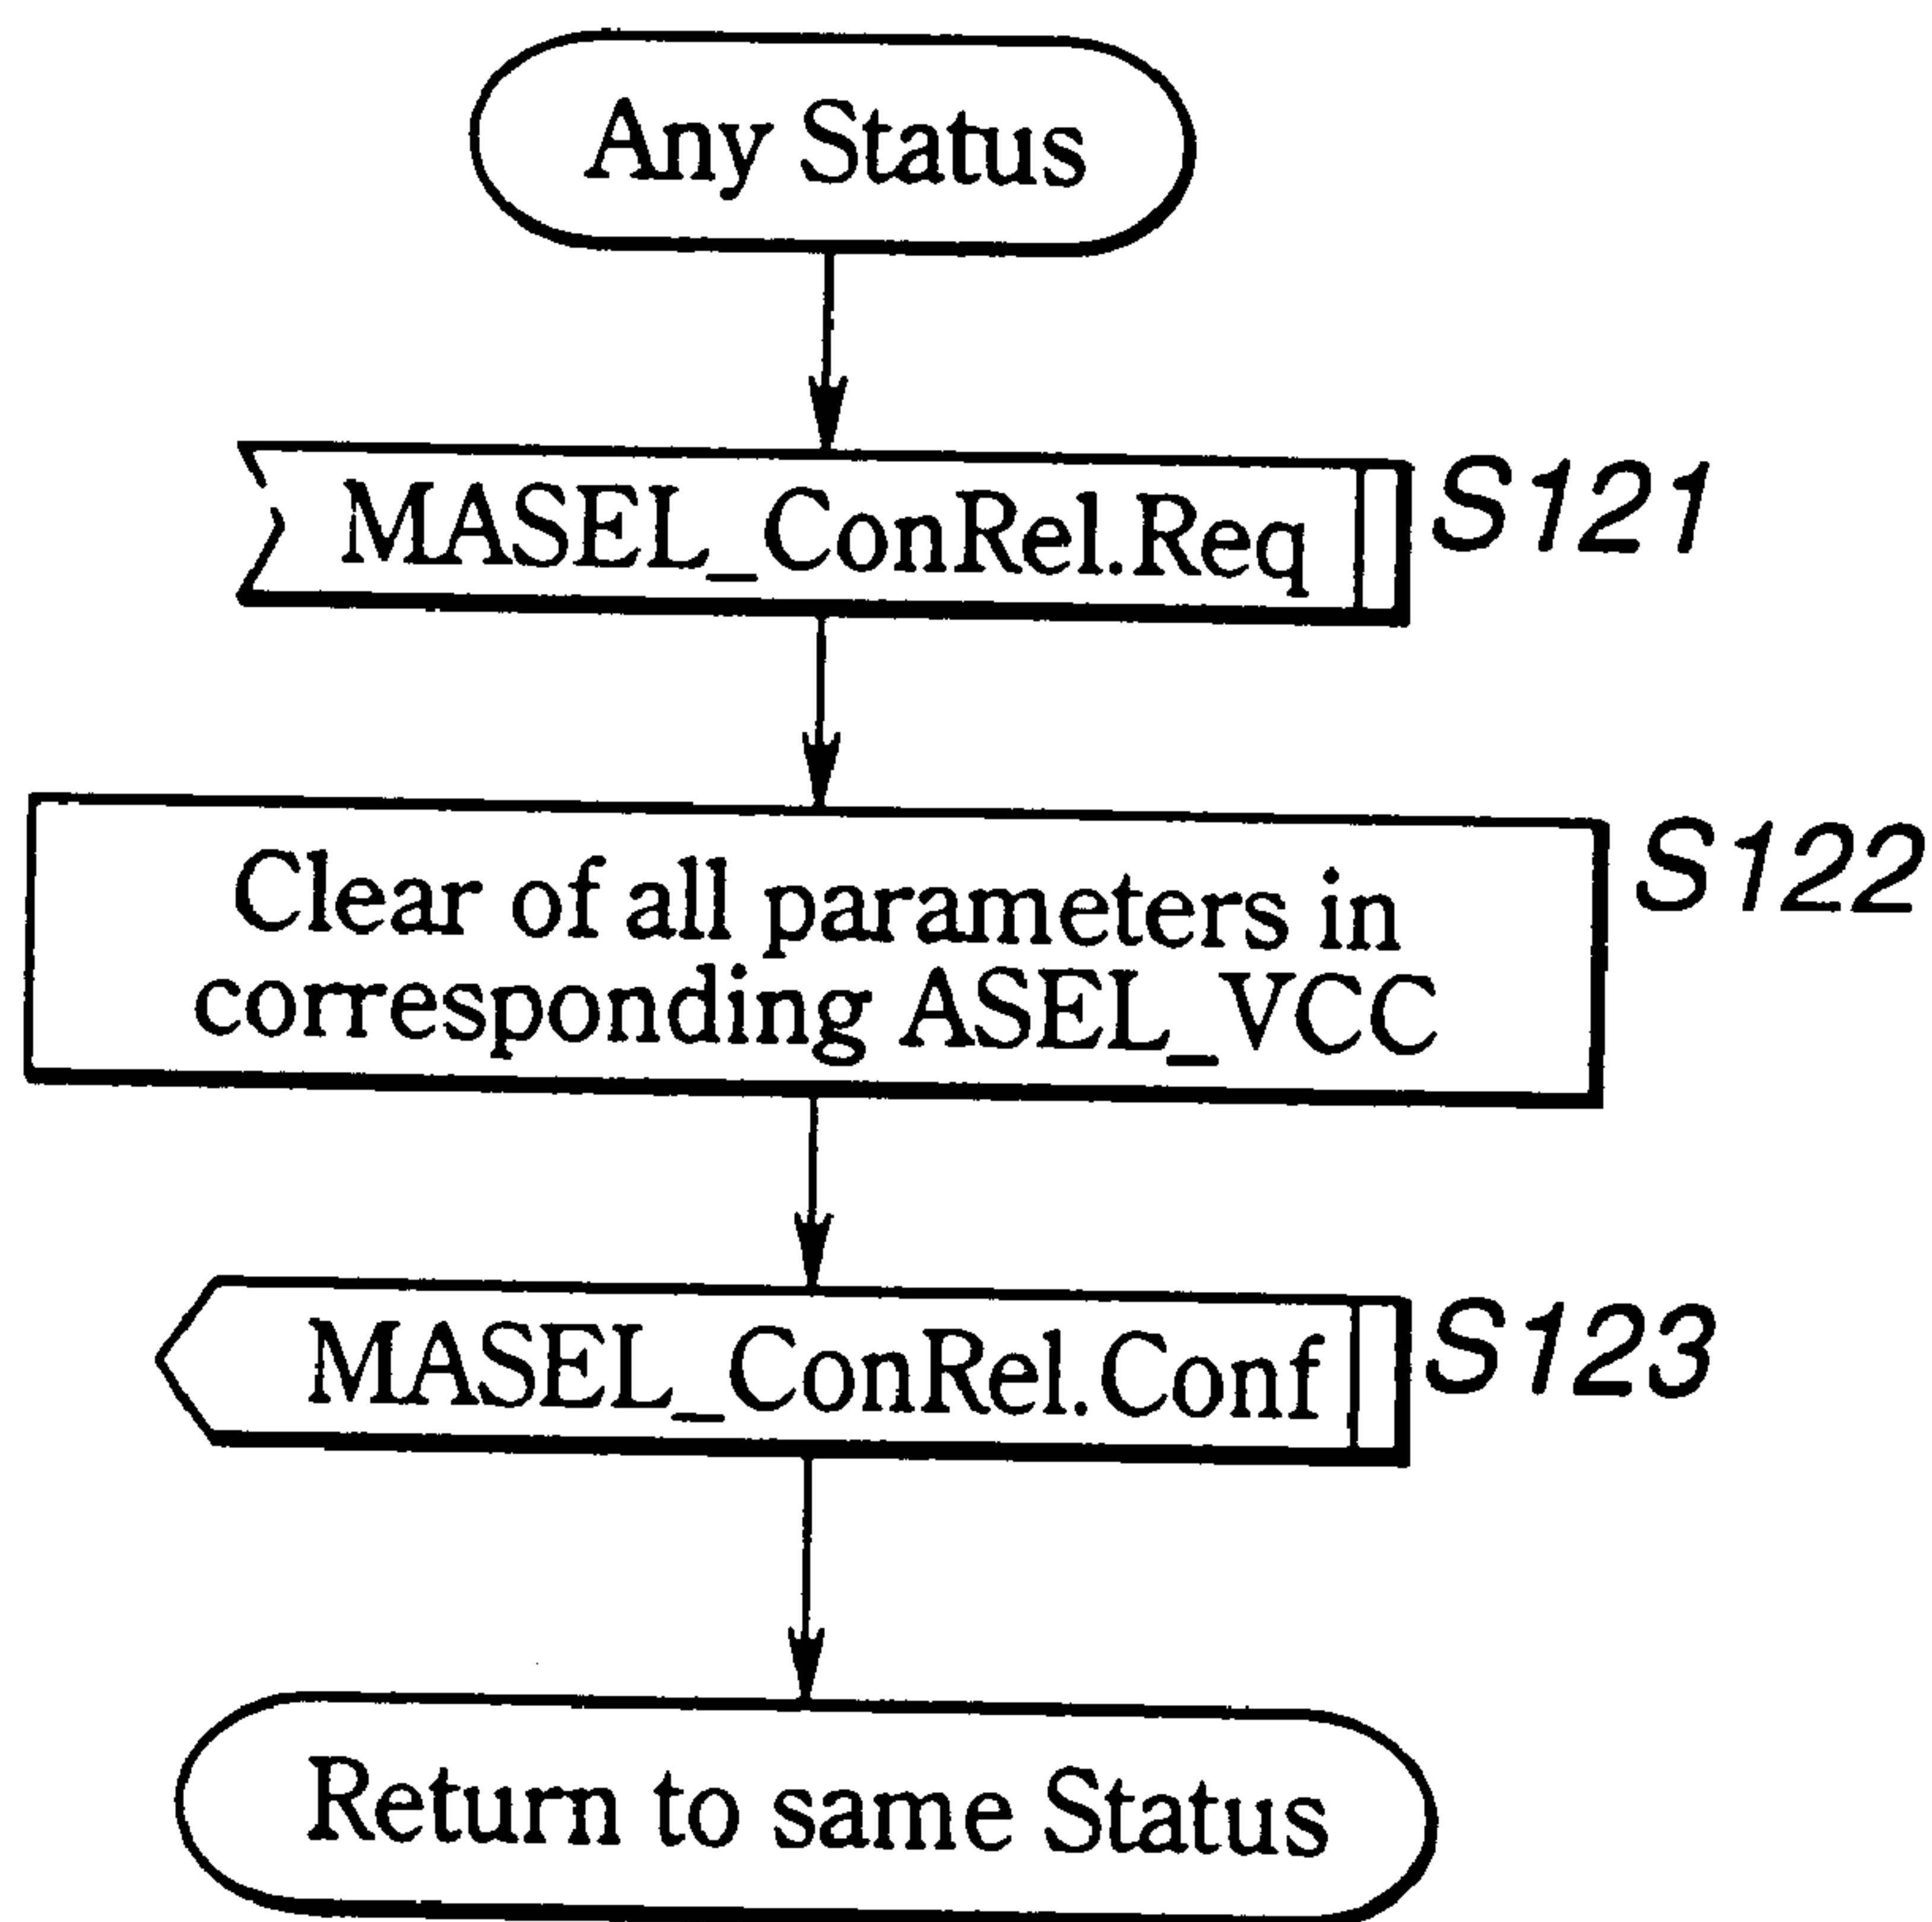 Any Status
MASEL_ConRel.Req
S121
Clear of all parameters in
corresponding ASEL_VCC
S122
MASEL_ConRel.Conf
S123
Return to same Status